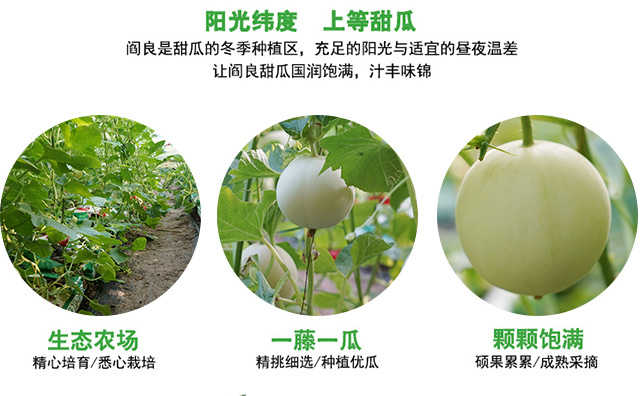 阳光纬度 上等甜瓜
阎良是甜瓜的冬季种植区，充足的阳光与适宜的昼夜温差
让阎良甜瓜国润饱满，汁丰味锦
生态农场 一藤一瓜 颗颗饱满
精心培育/悉心栽培 精挑细选/种植优瓜 硕果累累/成熟采摘